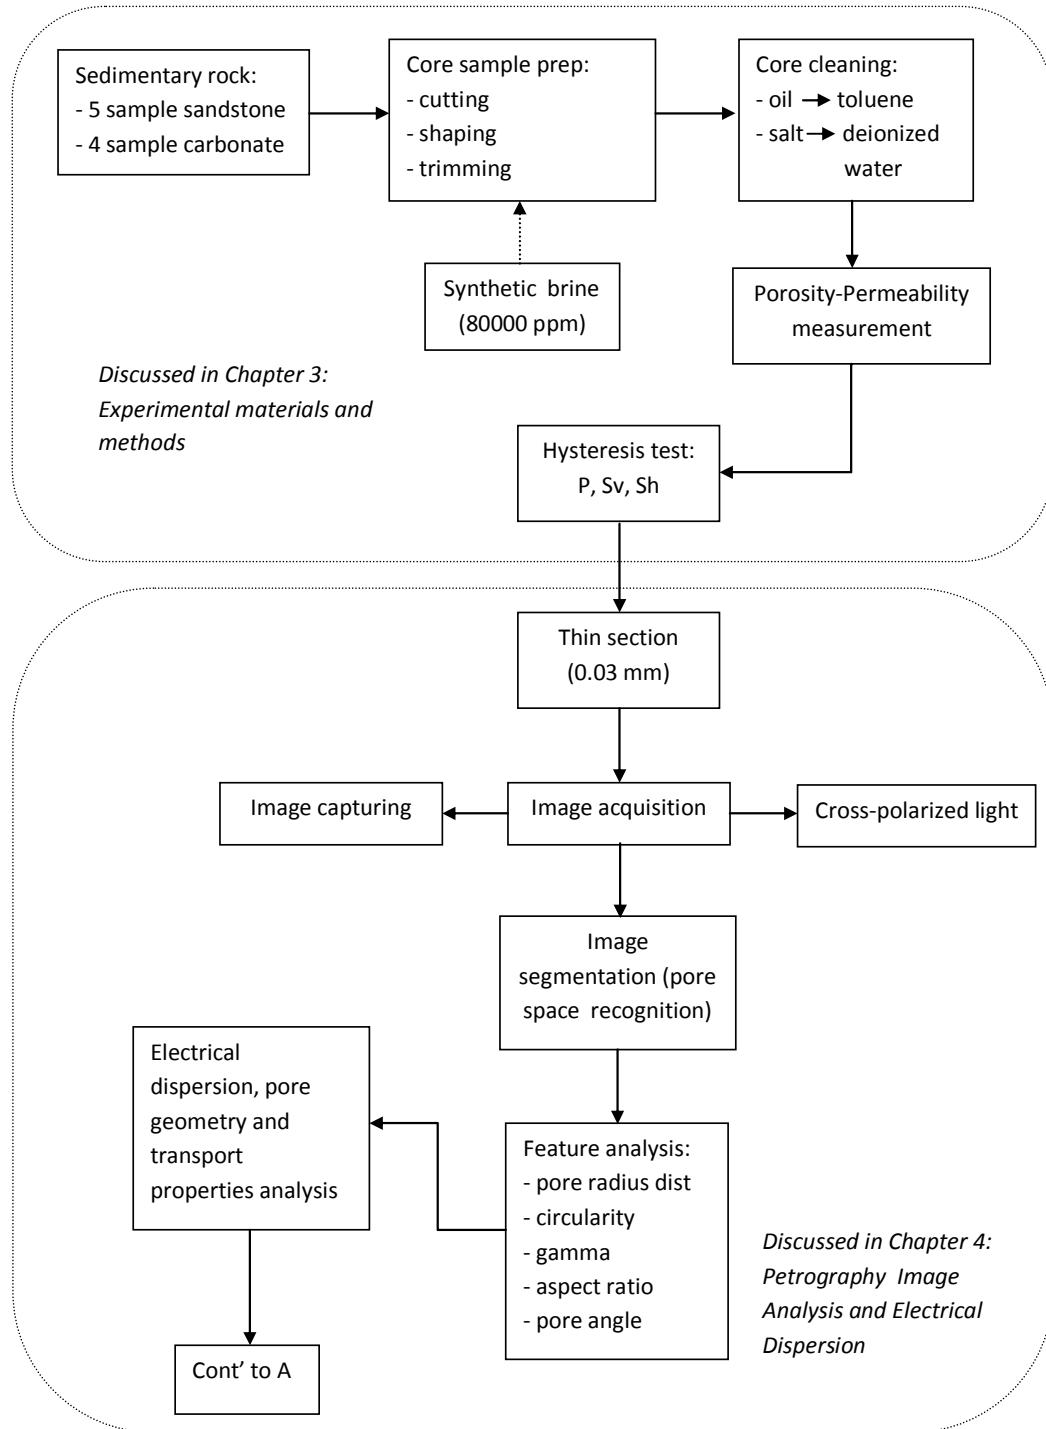 Sedimentary rock:
- 5 sample sandstone
- 4 sample carbonate
Core sample prep:
- cutting
- shaping
- trimming
Core cleaning:
- oil → toluene
- salt → deionized
water
Synthetic brine
(80000 ppm)
Porosity-Permeability
measurement
Discussed in Chapter 3:
Experimental materials and
methods
Hysteresis test:
P, Sv, Sh
Thin section
(0.03 mm)
Image capturing
Image acquisition
Cross-polarized light
Image
segmentation (pore
space recognition)
Electrical
dispersion, pore
geometry and
transport
properties analysis
Feature analysis:
- pore radius dist
- circularity
- gamma
- aspect ratio
- pore angle
Discussed in Chapter 4:
Petrography Image
Analysis and Electrical
Dispersion
Cont' to A